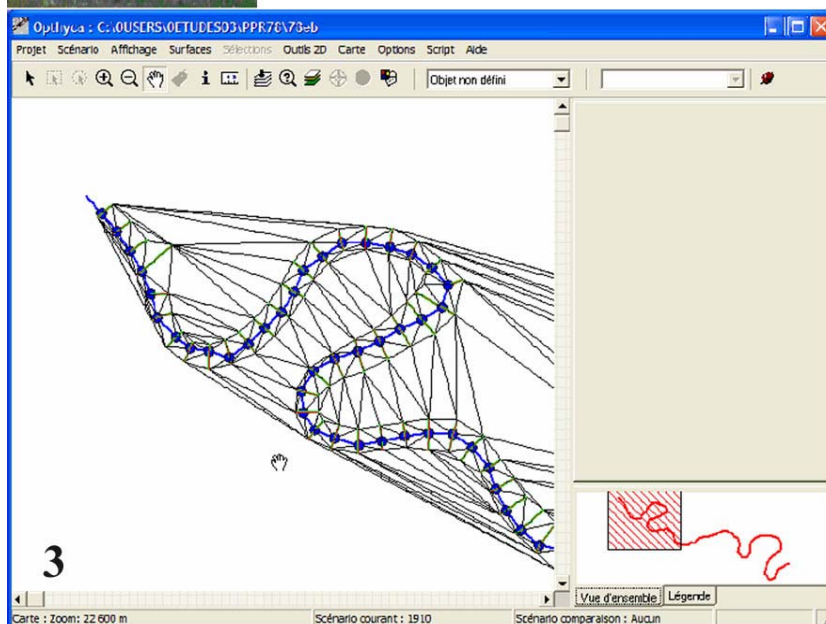 Opthyca : C:\0USERS\0ETUDES03\PPR78\78eb
Projet Scénario Affichage Surfaces Sélections Outils 2D Carte Options Script Aide
Objet non défini
3
Vue d'ensemble Légende
Carte : Zoom: 22 600 m Scénario courant : 1910 Scénario comparaison : Aucun